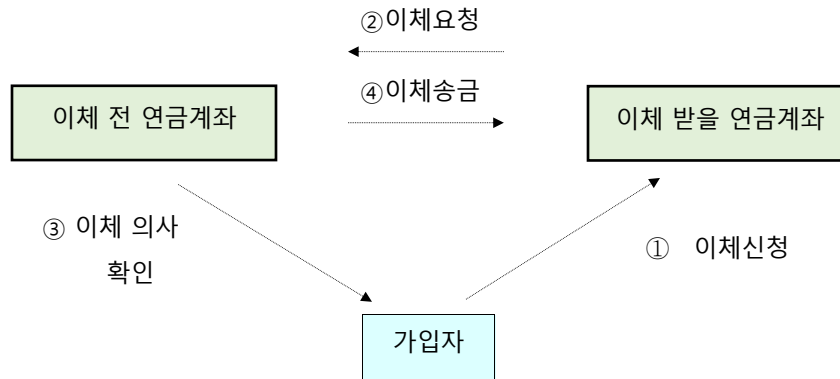 ②이체요청
④이체송금
이체 전 연금계좌
이체 받을 연금계좌
③ 이체 의사
확인
① 이체신청
가입자